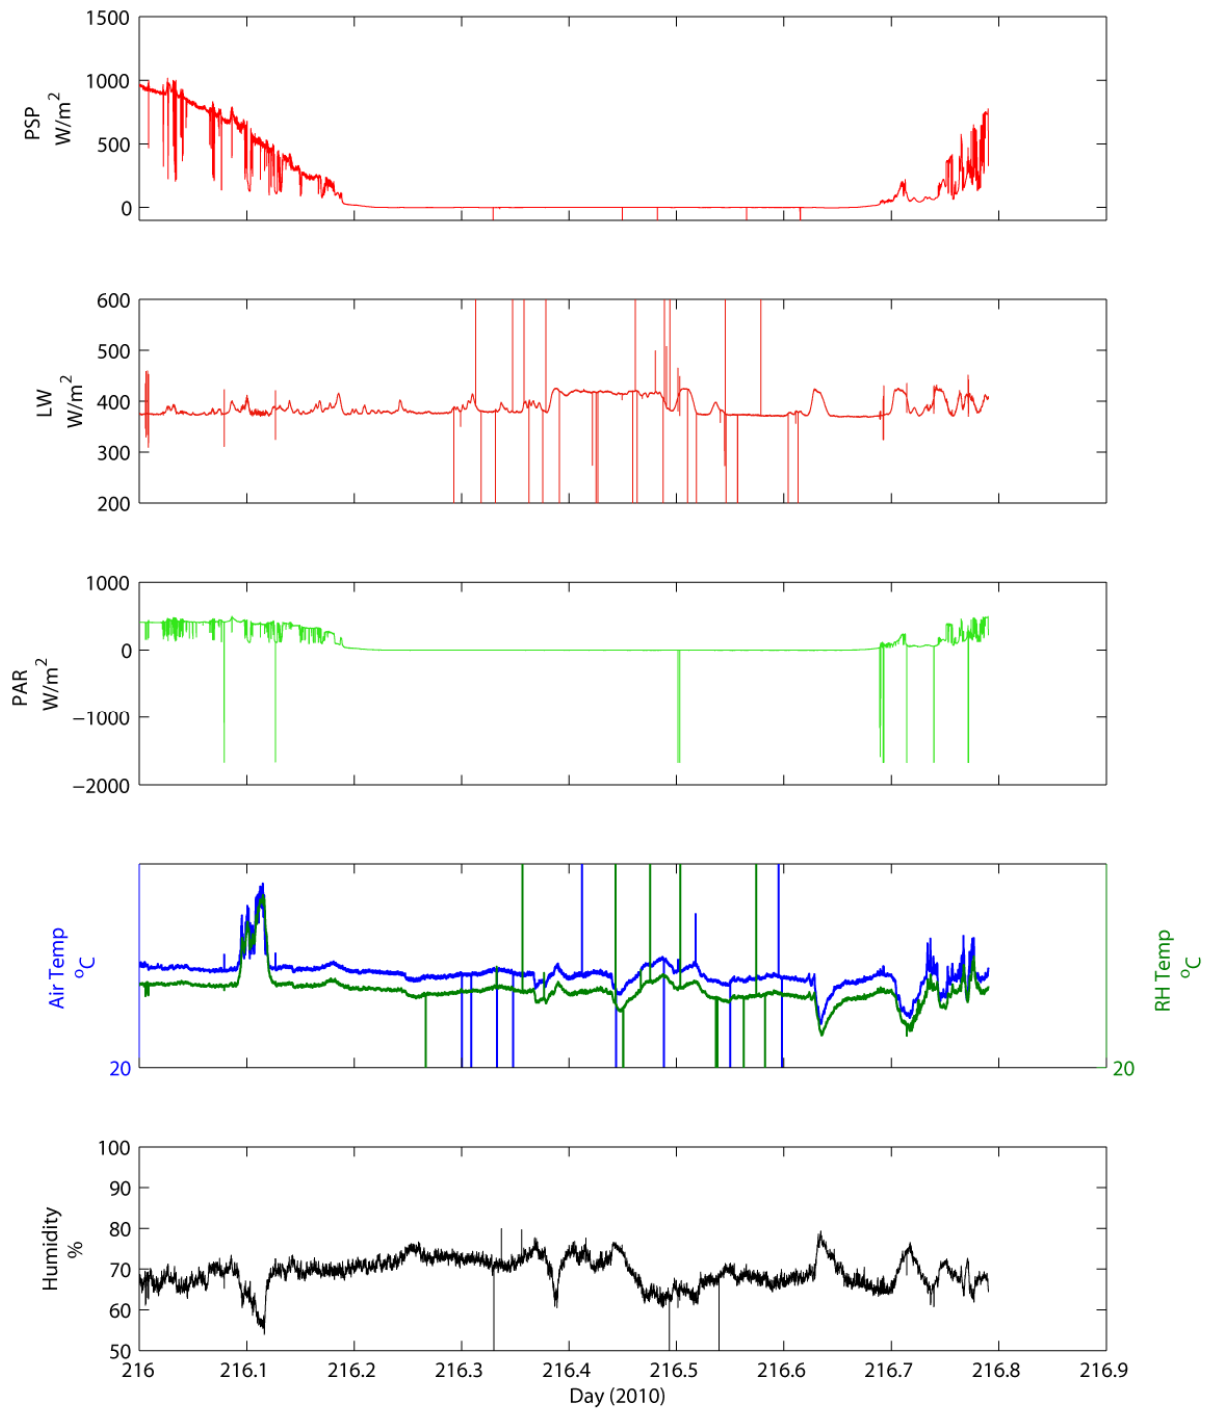 1500
1000
500
0
PSP
W/m2
600
500
400
300
200
LW
W/m2
1000
0
−1000
−2000
PAR
W/m2
Air Temp
oC
20
RH Temp
oC
20
100
90
80
70
60
50
Humidity
%
216 216.1 216.2 216.3 216.4 216.5 216.6 216.7 216.8 216.9
Day (2010)